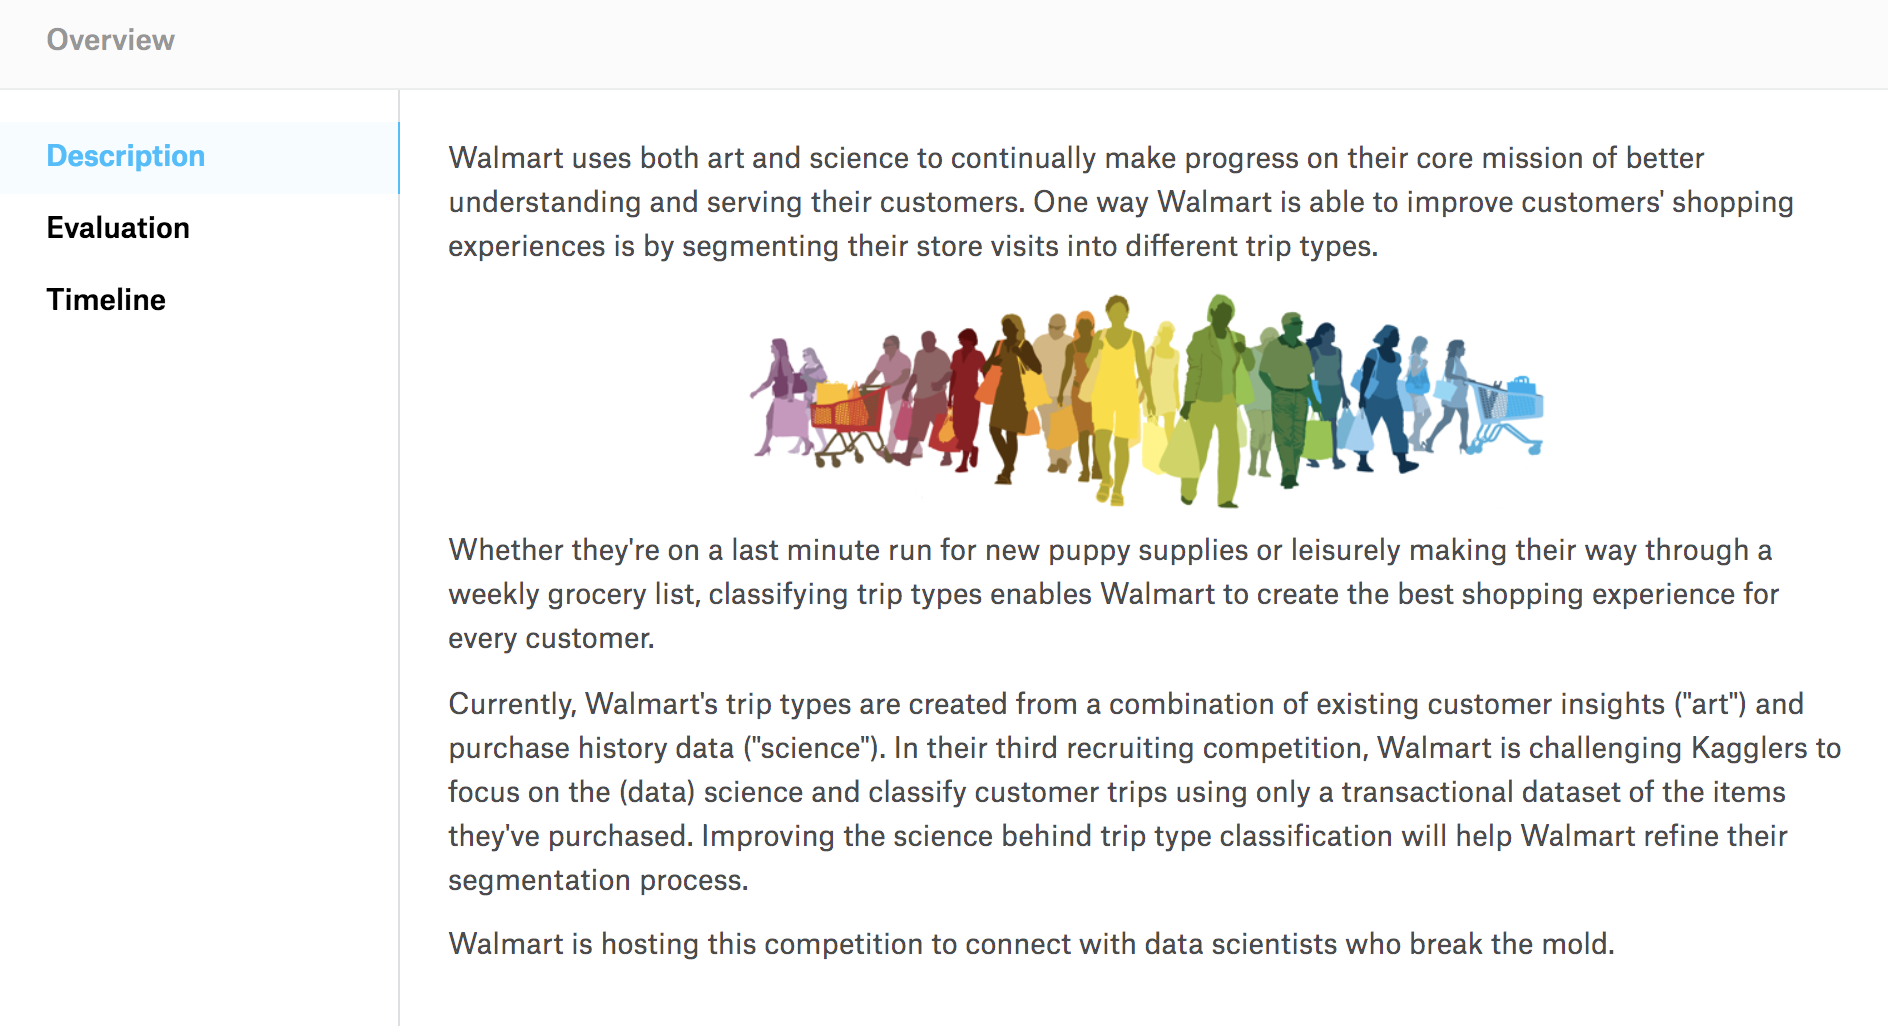 Overview
Description
Evaluation
Timeline
Walmart uses both art and science to continually make progress on their core mission of better
understanding and serving their customers. One way Walmart is able to improve customers' shopping
experiences is by segmenting their store visits into different trip types.
Whether they're on a last minute run for new puppy supplies or leisurely making their way through a
weekly grocery list, classifying trip types enables Walmart to create the best shopping experience for
every customer.
Currently, Walmart's trip types are created from a combination of existing customer insights ("art") and
purchase history data ("science"). In their third recruiting competition, Walmart is challenging Kagglers to
focus on the (data) science and classify customer trips using only a transactional dataset of the items
they've purchased. Improving the science behind trip type classification will help Walmart refine their
segmentation process.
Walmart is hosting this competition to connect with data scientists who break the mold.